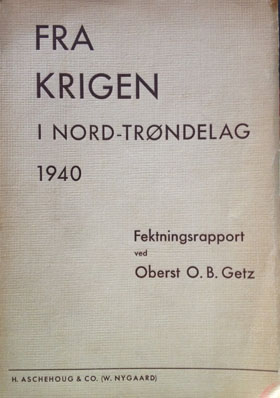 FRA
KRIGEN
I NORD-TRØNDELAG
1940
Fektningsrapport
ved
Oberst O. B. Getz
H. ASCHEHOUG & CO. (W. NYGAARD)